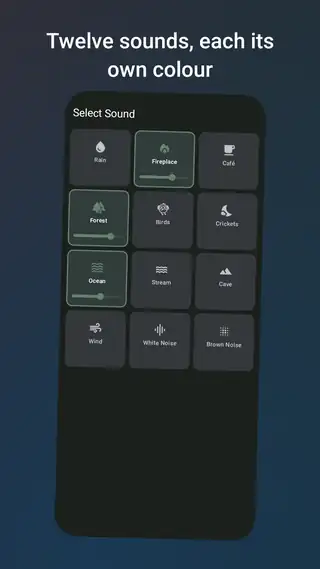 Twelve sounds, each its
own colour
Select Sound
Rain
Fireplace
Café
Forest
Birds
Crickets
Ocean
Stream
Cave
Wind
White Noise
Brown Noise